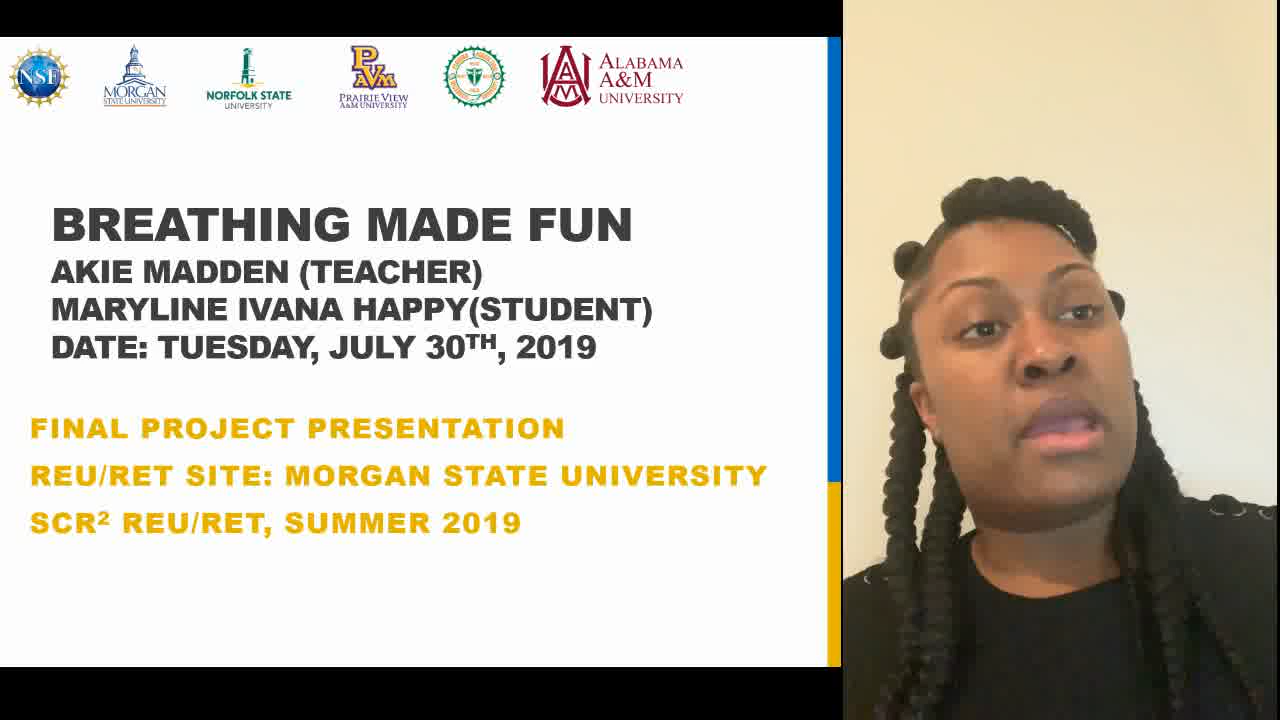 NSF
MORGAN
STATE UNIVERSITY
NORFOLK STATE
UNIVERSITY
PVAM
PRAIRIE VIEW
A&M UNIVERSITY
AAM
ALABAMA
A&M
UNIVERSITY
BREATHING MADE FUN
AKIE MADDEN (TEACHER)
MARYLINE IVANA HAPPY(STUDENT)
DATE: TUESDAY, JULY 30TH, 2019
FINAL PROJECT PRESENTATION
REU/RET SITE: MORGAN STATE UNIVERSITY
SCR² REU/RET, SUMMER 2019